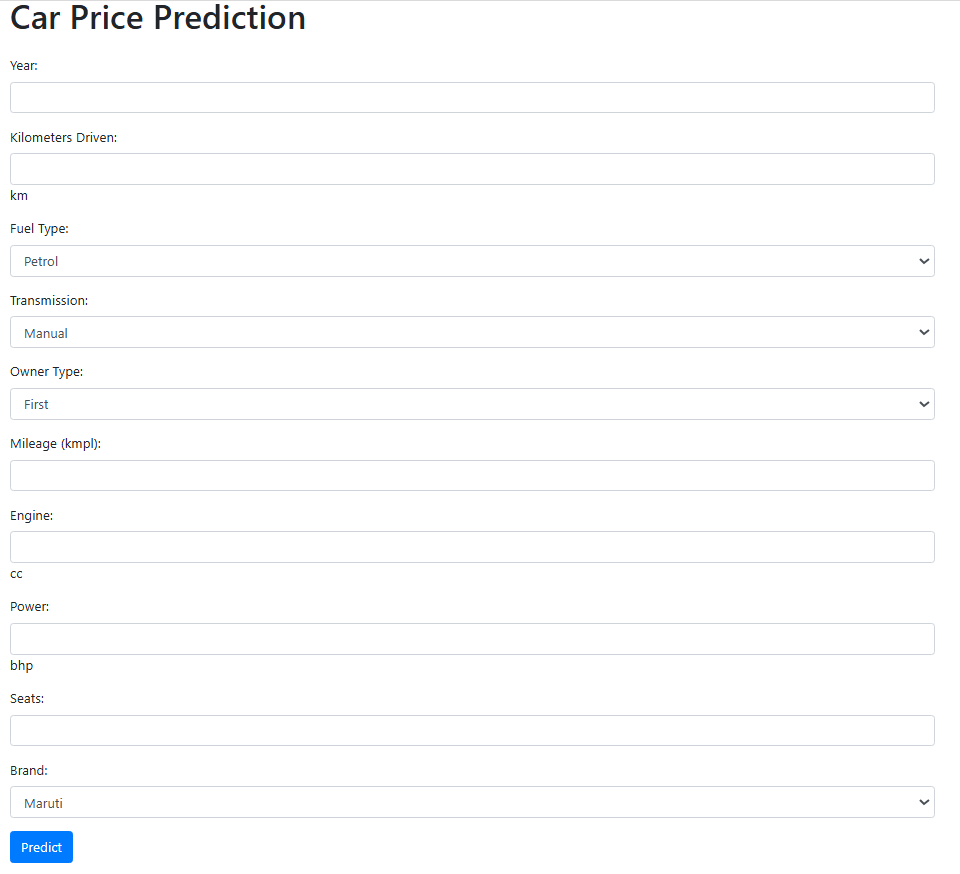 Car Price Prediction
Year:
Kilometers Driven:
km
Fuel Type:
Petrol
Transmission:
Manual
Owner Type:
First
Mileage (kmpl):
Engine:
cc
Power:
bhp
Seats:
Brand:
Maruti
Predict